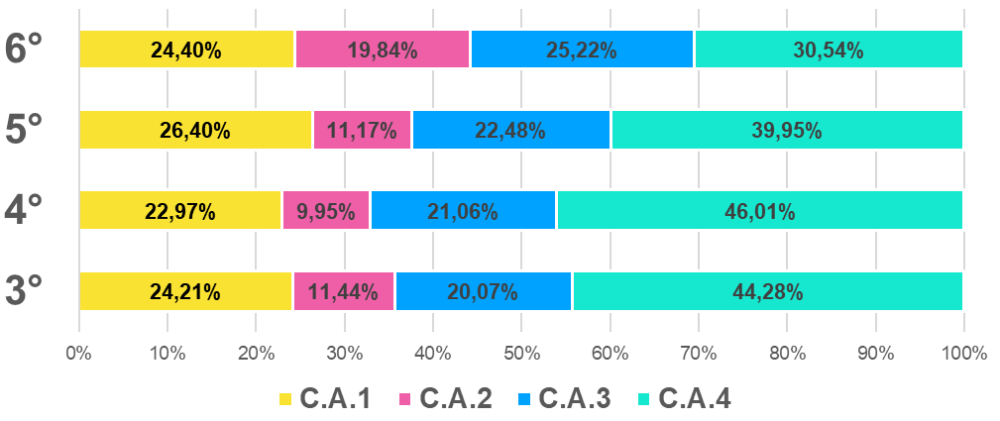 6° 24,40% 19,84% 25,22% 30,54%
5° 26,40% 11,17% 22,48% 39,95%
4° 22,97% 9,95% 21,06% 46,01%
3° 24,21% 11,44% 20,07% 44,28%
0% 10% 20% 30% 40% 50% 60% 70% 80% 90% 100%
C.A.1 C.A.2 C.A.3 C.A.4